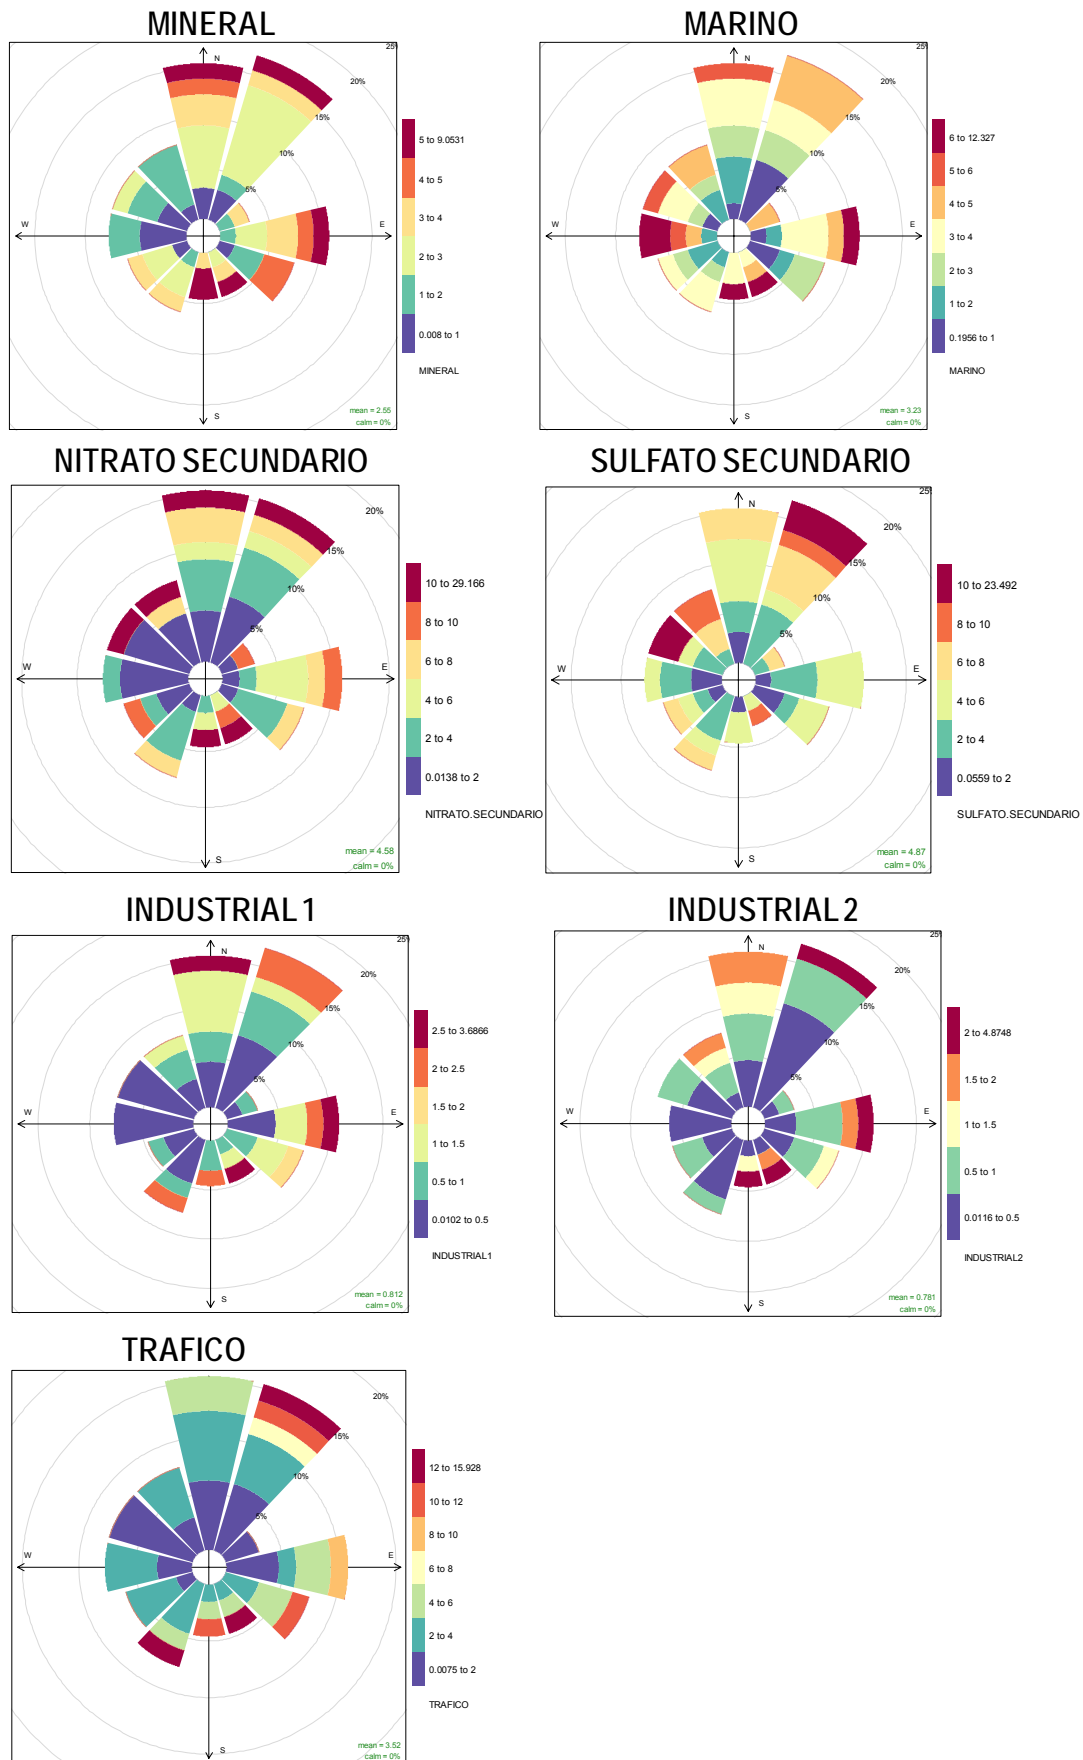 MINERAL
25%
20%
15%
10%
5%
N
W
E
S
5 to 9.0531
4 to 5
3 to 4
2 to 3
1 to 2
0.008 to 1
MINERAL
mean = 2.55
calm = 0%
MARINO
25%
20%
15%
10%
5%
N
W
E
S
6 to 12.327
5 to 6
4 to 5
3 to 4
2 to 3
1 to 2
0.1956 to 1
MARINO
mean = 3.23
calm = 0%
NITRATO SECUNDARIO
20%
15%
10%
5%
W
E
S
10 to 29.166
8 to 10
6 to 8
4 to 6
2 to 4
0.0138 to 2
NITRATO.SECUNDARIO
mean = 4.58
calm = 0%
SULFATO SECUNDARIO
25%
20%
15%
10%
5%
N
W
E
S
10 to 23.492
8 to 10
6 to 8
4 to 6
2 to 4
0.0559 to 2
SULFATO.SECUNDARIO
mean = 4.87
calm = 0%
INDUSTRIAL 1
25%
20%
15%
10%
5%
N
W
E
S
2.5 to 3.6866
2 to 2.5
1.5 to 2
1 to 1.5
0.5 to 1
0.0102 to 0.5
INDUSTRIAL1
mean = 0.812
calm = 0%
INDUSTRIAL 2
25%
20%
15%
10%
5%
N
W
E
S
2 to 4.8748
1.5 to 2
1 to 1.5
0.5 to 1
0.0116 to 0.5
INDUSTRIAL2
mean = 0.781
calm = 0%
TRAFICO
20%
15%
10%
5%
W
E
S
12 to 15.928
10 to 12
8 to 10
6 to 8
4 to 6
2 to 4
0.0075 to 2
TRAFICO
mean = 3.52
calm = 0%